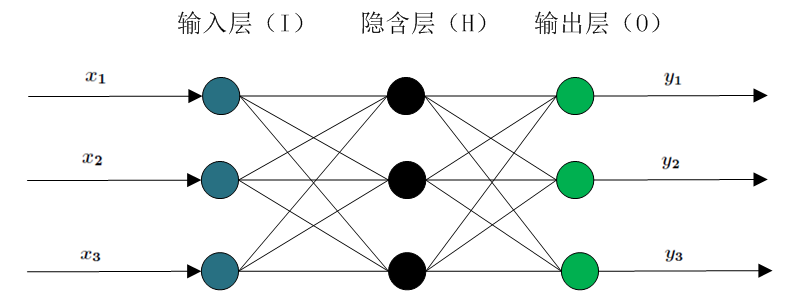 输入层（I） 隐含层（H） 输出层（O）
x₁ y₁
x₂ y₂
x₃ y₃